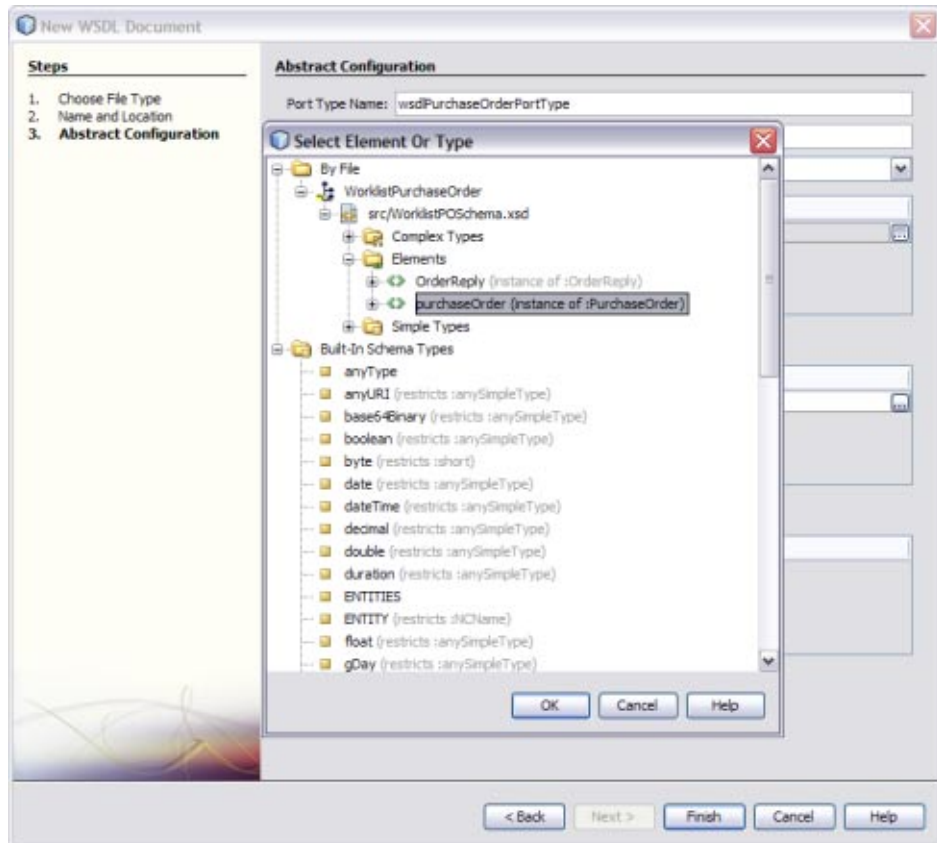 New WSDL Document
Steps
1. Choose File Type
2. Name and Location
3. Abstract Configuration
Abstract Configuration
Port Type Name: wsdlPurchaseOrderPortType
Select Element Or Type
By File
WorklistPurchaseOrder
src/WorklistPOSchema.xsd
Complex Types
Elements
OrderReply (instance of :OrderReply)
purchaseOrder (instance of :PurchaseOrder)
Simple Types
Built-In Schema Types
anyType
anyURI (restricts :anySimpleType)
base64Binary (restricts :anySimpleType)
boolean (restricts :anySimpleType)
byte (restricts :short)
date (restricts :anySimpleType)
dateTime (restricts :anySimpleType)
decimal (restricts :anySimpleType)
double (restricts :anySimpleType)
duration (restricts :anySimpleType)
ENTITIES
ENTITY (restricts :NCName)
float (restricts :anySimpleType)
gDay (restricts :anySimpleType)
OK Cancel Help
< Back Next > Finish Cancel Help